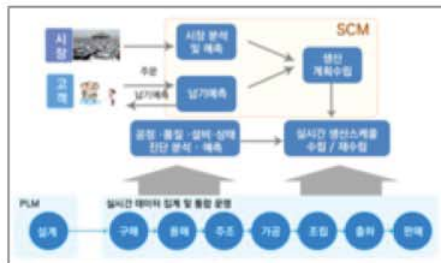 SCM
시장
시장 분석
및 예측
생산
계획수립
주문
고객
납기예측
납기예측
공정·품질·설비·상태
진단 분석·예측
실시간 생산스케줄
수립 / 재수립
PLM
실시간 데이터 집계 및 통합 운영
설계
구매
용해
주조
가공
조립
출하
판매